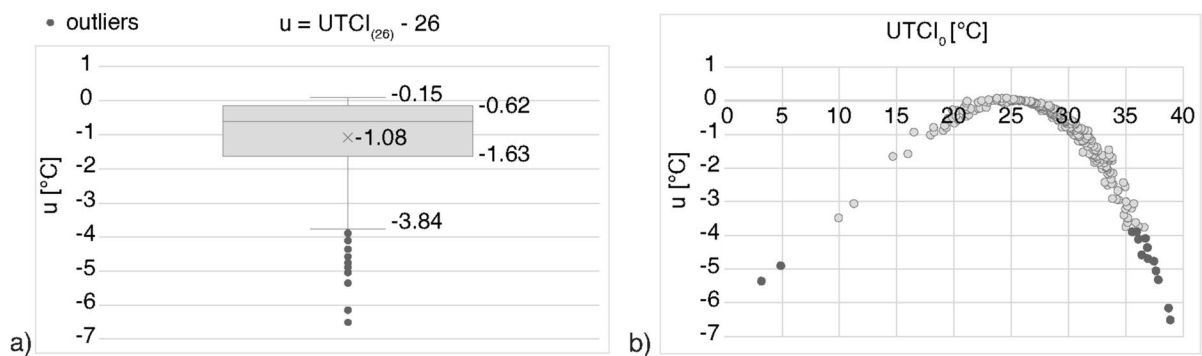 ● outliers
u = UTCI(26) - 26
1
0
-1
-2
-3
-4
-5
-6
-7
u [°C]
-0.15
-0.62
-1.08
-1.63
-3.84
a)
UTCI0 [°C]
1
0
-1
-2
-3
-4
-5
-6
-7
u [°C]
0 5 10 15 20 25 30 35 40
b)